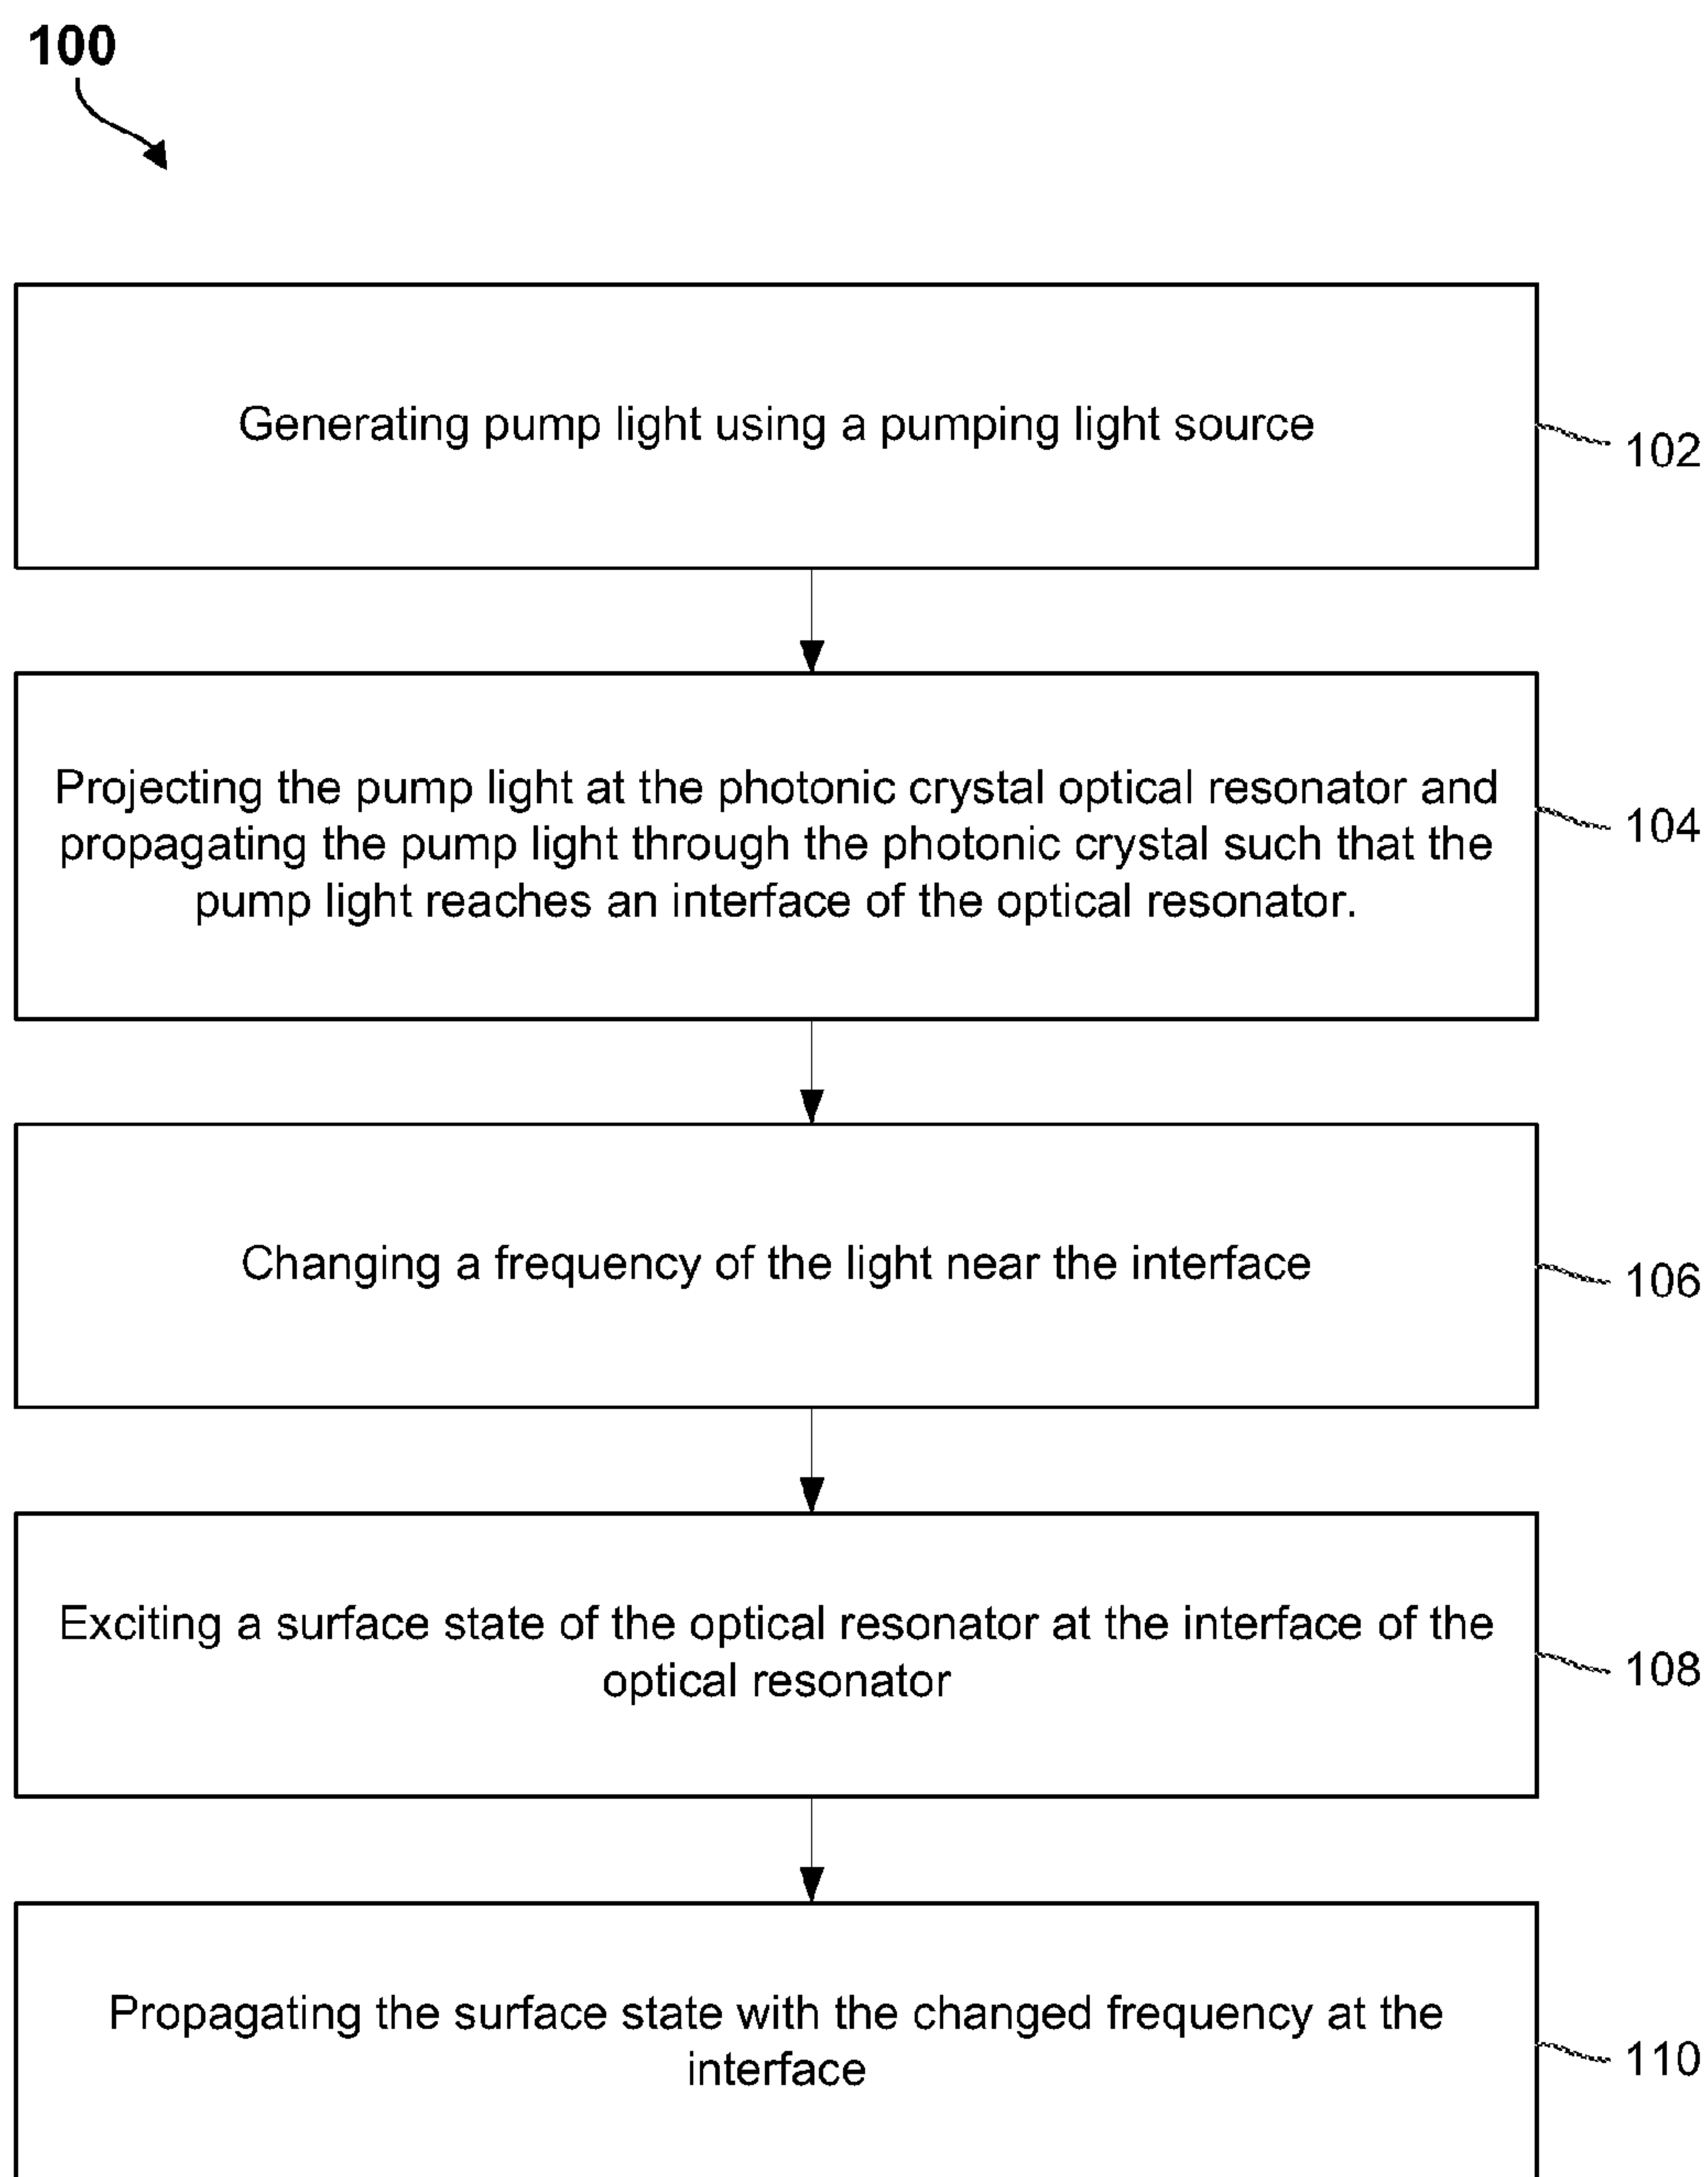 100
Generating pump light using a pumping light source
102
Projecting the pump light at the photonic crystal optical resonator and
propagating the pump light through the photonic crystal such that the
pump light reaches an interface of the optical resonator.
104
Changing a frequency of the light near the interface
106
Exciting a surface state of the optical resonator at the interface of the
optical resonator
108
Propagating the surface state with the changed frequency at the
interface
110